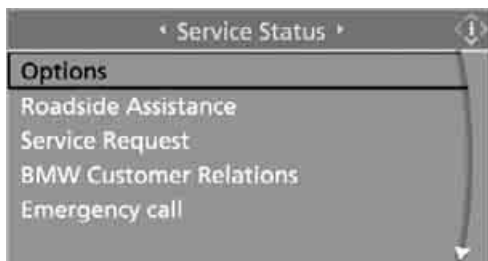 Service Status
Options
Roadside Assistance
Service Request
BMW Customer Relations
Emergency call